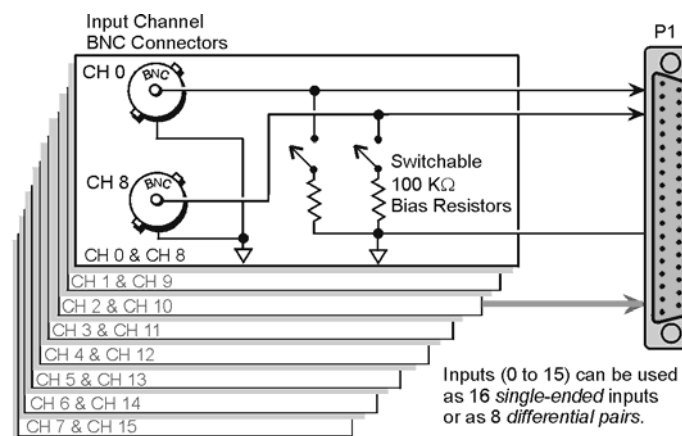 Input Channel
BNC Connectors
P1
CH 0
BNC
Switchable
100 KΩ
Bias Resistors
CH 8
BNC
CH 0 & CH 8
CH 1 & CH 9
CH 2 & CH 10
CH 3 & CH 11
CH 4 & CH 12
CH 5 & CH 13
CH 6 & CH 14
CH 7 & CH 15
Inputs (0 to 15) can be used
as 16 single-ended inputs
or as 8 differential pairs.